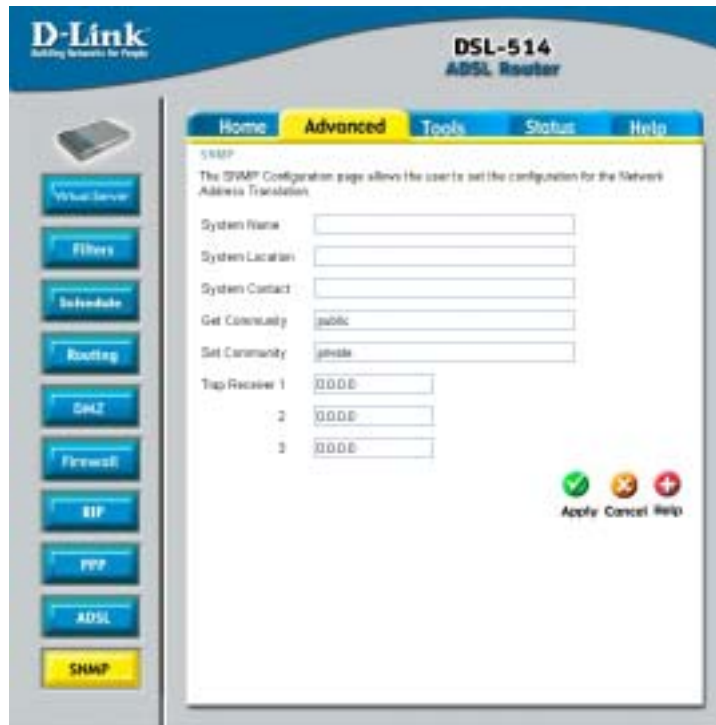 D-Link
Building Networks for People
DSL-514
ADSL Router
Home Advanced Tools Status Help
SNMP
The SNMP Configuration page allows the user to set the configuration for the Network
Address Translation.
System Name
System Location
System Contact
Get Community public
Set Community private
Trap Receiver 1 0.0.0.0
2 0.0.0.0
3 0.0.0.0
Apply Cancel Help
Virtual Server
Filters
Schedule
Routing
DMZ
Firewall
RIP
PPP
ADSL
SNMP